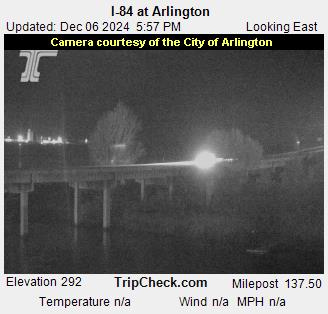 I-84 at Arlington
Updated: Dec 06 2024 5:57 PM Looking East
Camera courtesy of the City of Arlington
Elevation 292 TripCheck.com Milepost 137.50
Temperature n/a Wind n/a MPH n/a